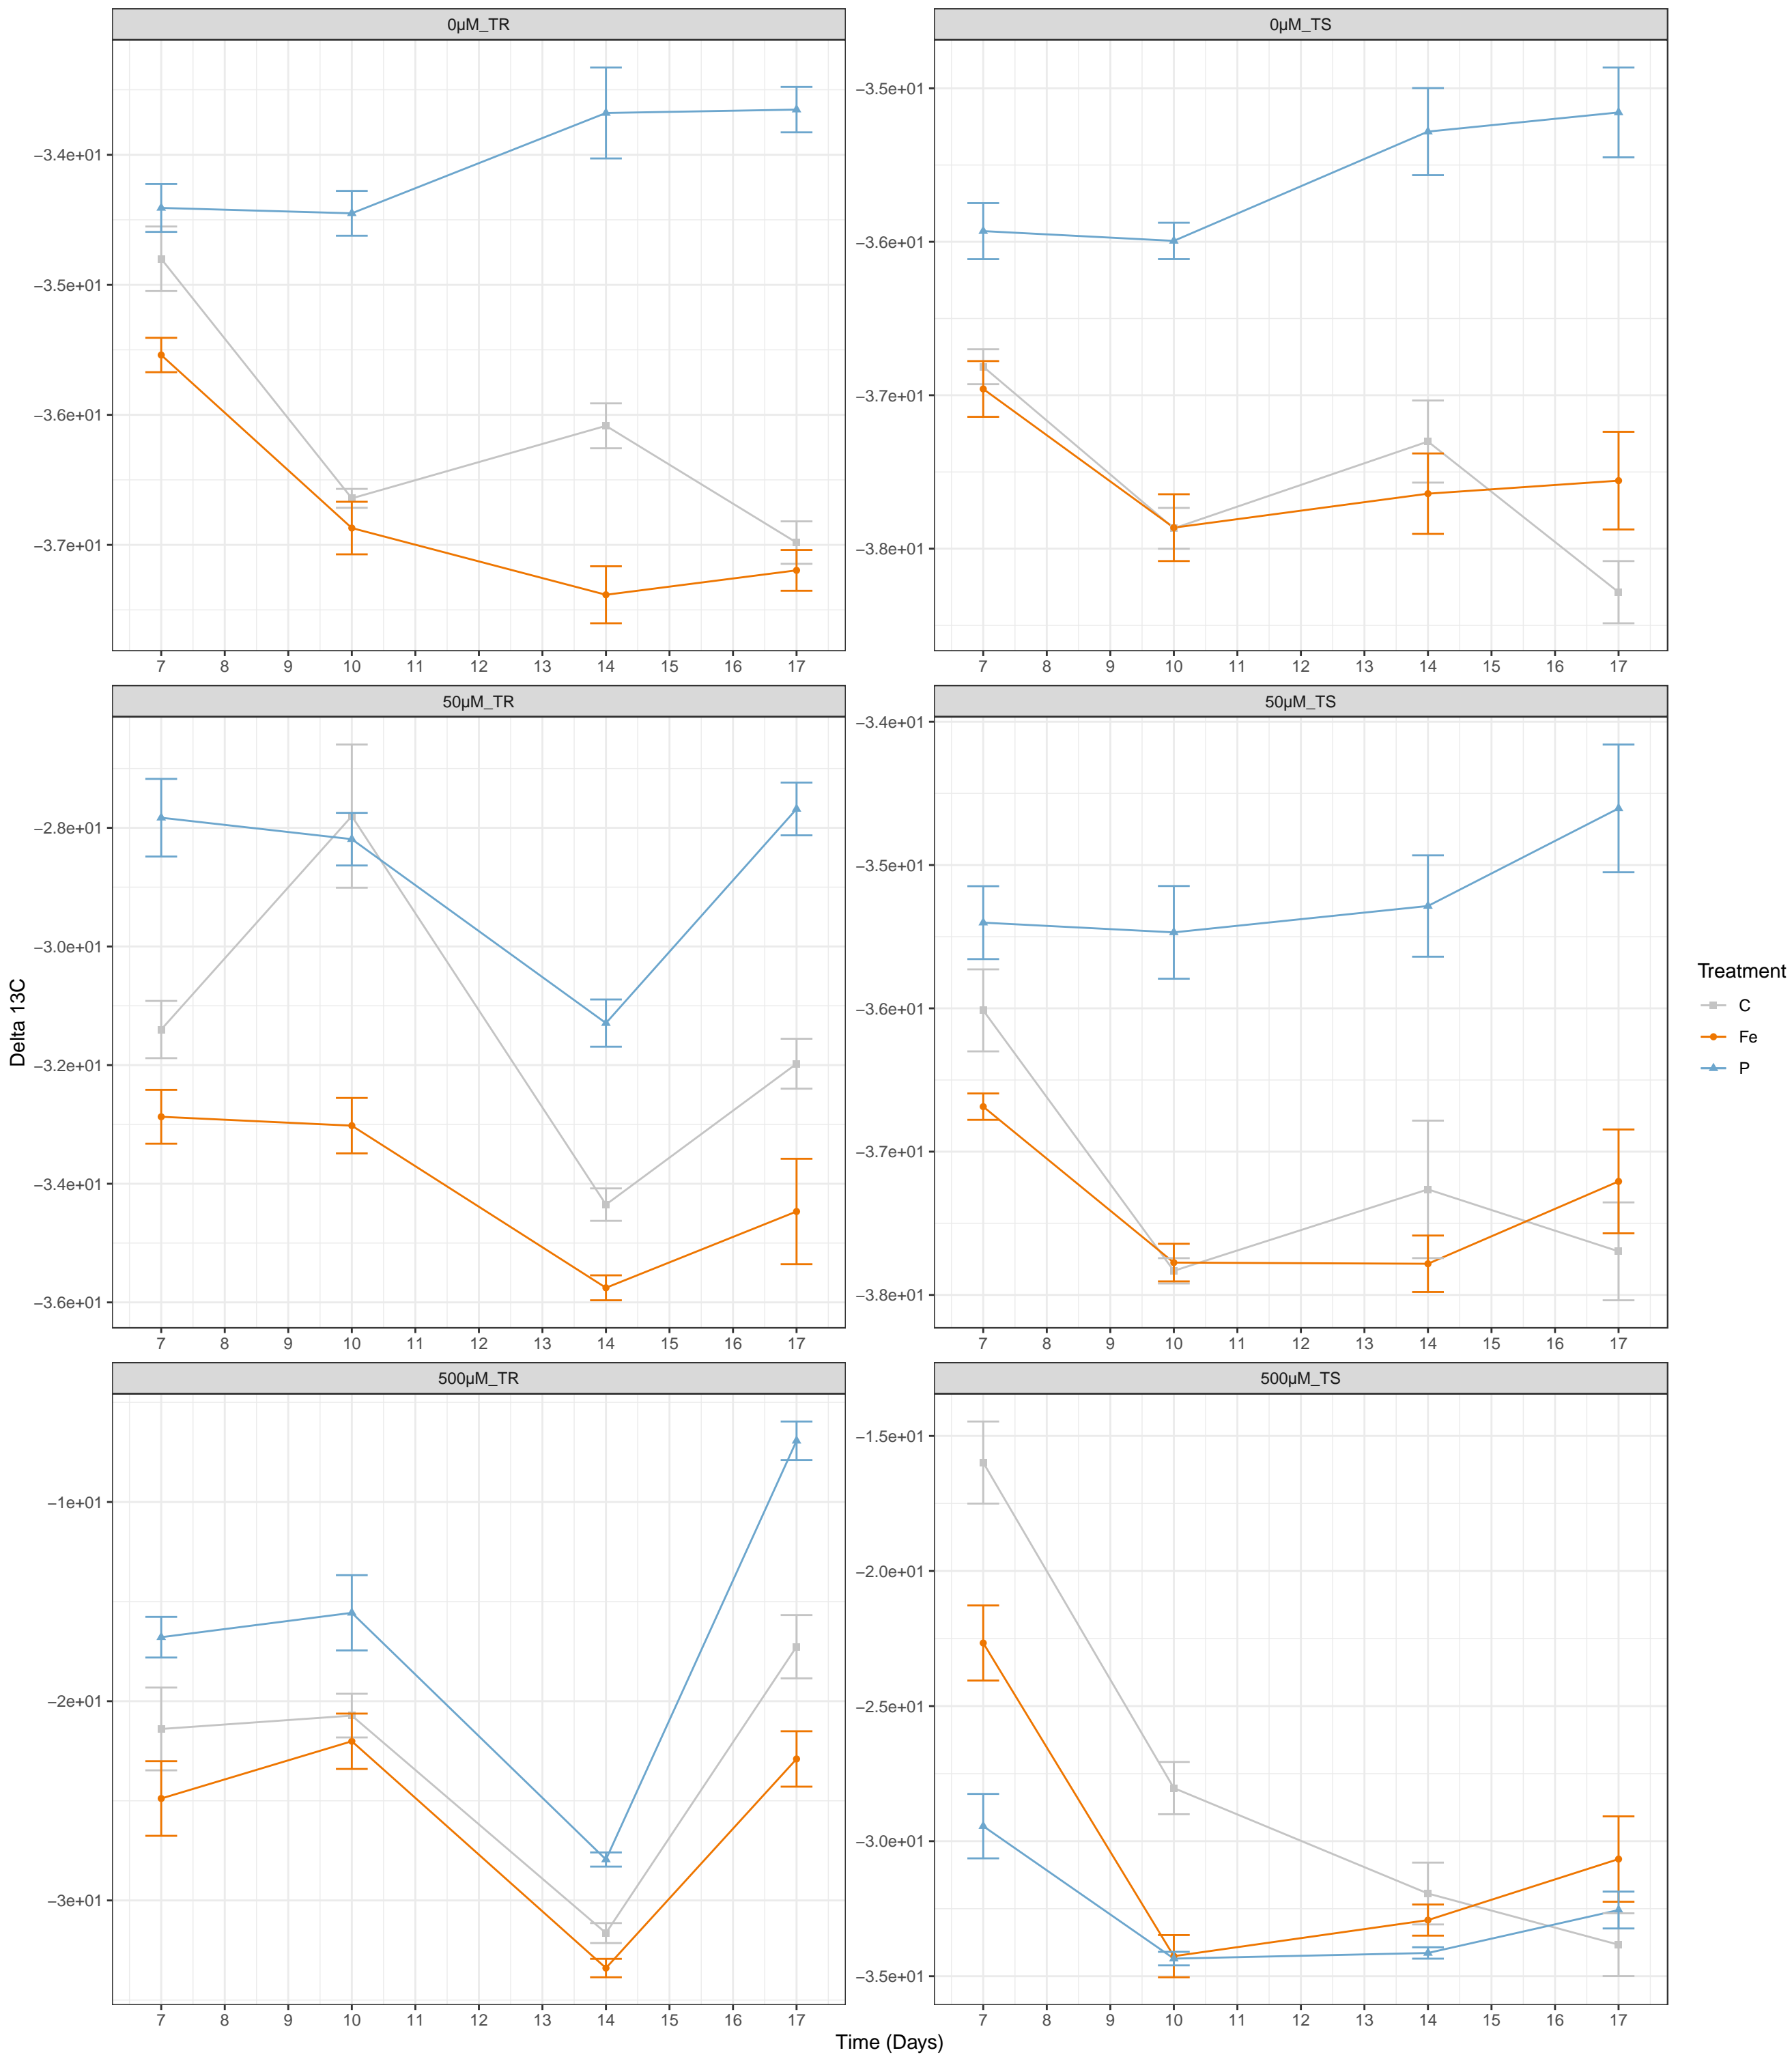 0µM_TR
0µM_TS
−3.4e+01
−3.5e+01
−3.6e+01
−3.7e+01
−3.5e+01
−3.6e+01
−3.7e+01
−3.8e+01
7 8 9 10 11 12 13 14 15 16 17
7 8 9 10 11 12 13 14 15 16 17
50µM_TR
50µM_TS
−2.8e+01
−3.0e+01
−3.2e+01
−3.4e+01
−3.6e+01
−3.4e+01
−3.5e+01
−3.6e+01
−3.7e+01
−3.8e+01
7 8 9 10 11 12 13 14 15 16 17
7 8 9 10 11 12 13 14 15 16 17
500µM_TR
500µM_TS
−1e+01
−2e+01
−3e+01
−1.5e+01
−2.0e+01
−2.5e+01
−3.0e+01
−3.5e+01
7 8 9 10 11 12 13 14 15 16 17
7 8 9 10 11 12 13 14 15 16 17
Time (Days)
Delta 13C
Treatment
C
Fe
P